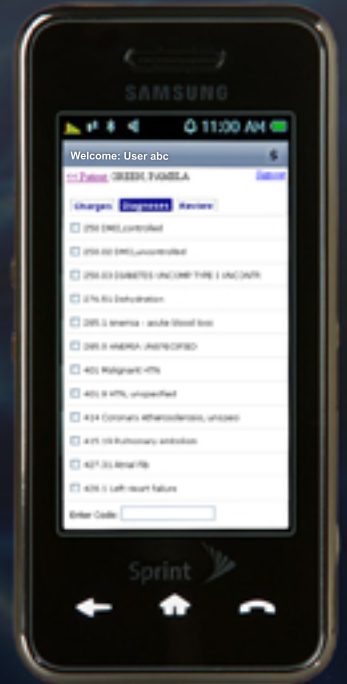 SAMSUNG
11:00 AM
Welcome: User abc $
<< Patient GREEN, PAMELA
Charges Diagnoses Review
250 DMII,controlled
250.02 DMII,uncontrolled
250.03 DIABETES UNCOMP TYPE I UNCONTR
276.51 Dehydration
285.1 Anemia - acute blood loss
285.9 ANEMIA UNSPECIFIED
401 Malignant HTN
401.9 HTN, unspecified
414 Coronary Atherosclerosis, unspec
415.19 Pulmonary embolism
427.31 Atrial Fib
428.1 Left heart failure
Enter Code:
Sprint